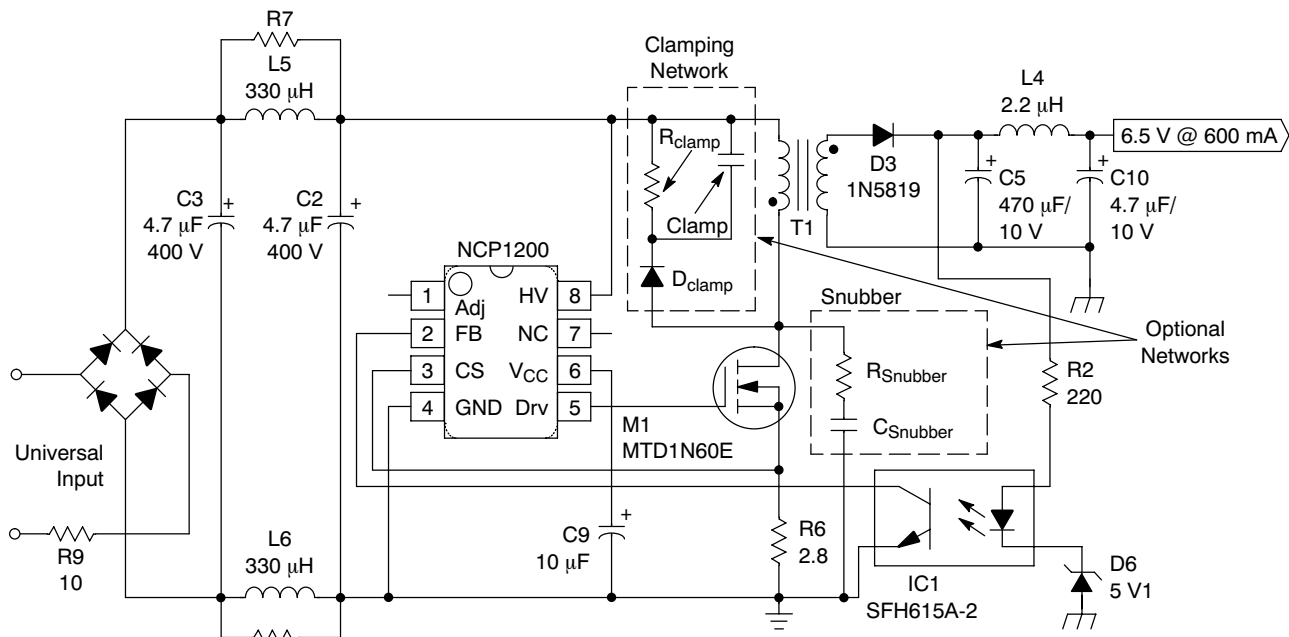 R7
L5
330 μH
C3
4.7 μF
400 V
C2
4.7 μF
400 V
Clamping
Network
Rclamp
Clamp
Dclamp
T1
D3
1N5819
L4
2.2 μH
6.5 V @ 600 mA
C5
470 μF/
10 V
C10
4.7 μF/
10 V
NCP1200
1 Adj HV 8
2 FB NC 7
3 CS VCC 6
4 GND Drv 5
M1
MTD1N60E
Snubber
RSnubber
CSnubber
Optional
Networks
R2
220
Universal
Input
R9
10
L6
330 μH
C9
10 μF
R6
2.8
IC1
SFH615A-2
D6
5 V1
+
+
+
+
+